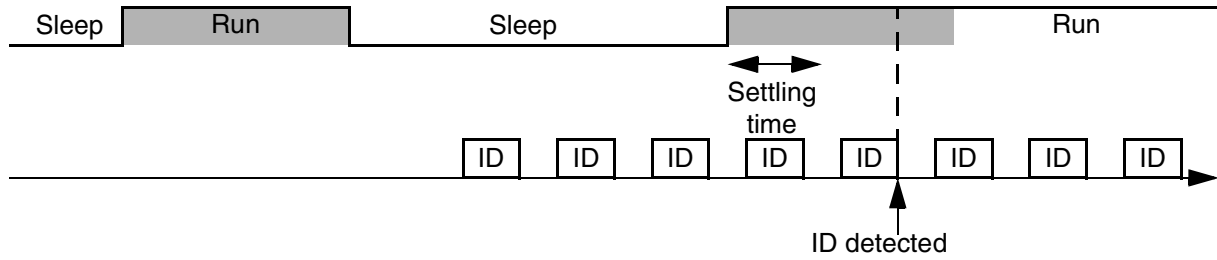 Sleep
Run
Sleep
Run
Settling
time
ID
ID
ID
ID
ID
ID
ID
ID
ID detected